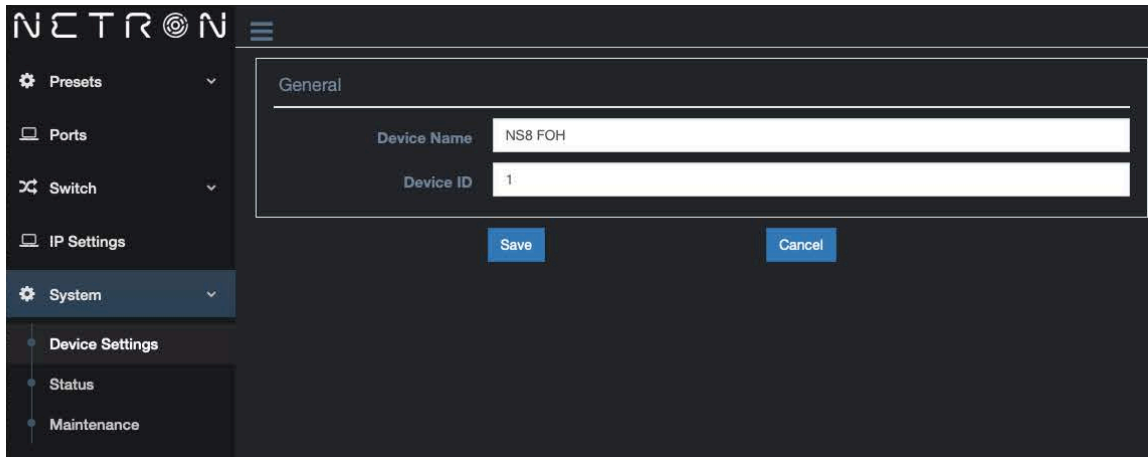 NETRON
Presets
Ports
Switch
IP Settings
System
Device Settings
Status
Maintenance
General
Device Name NS8 FOH
Device ID 1
Save Cancel